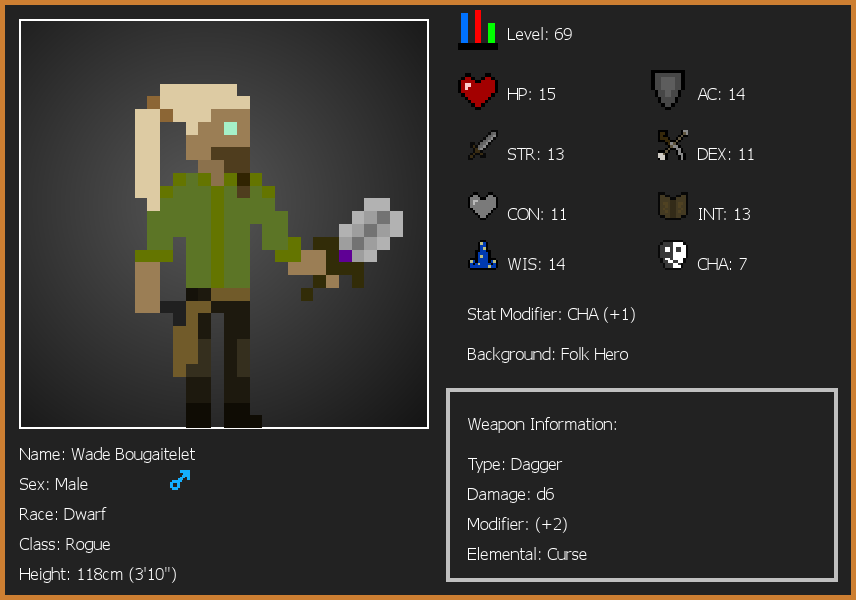 Level: 69
HP: 15
AC: 14
STR: 13
DEX: 11
CON: 11
INT: 13
WIS: 14
CHA: 7
Stat Modifier: CHA (+1)
Background: Folk Hero
Weapon Information:
Type: Dagger
Damage: d6
Modifier: (+2)
Elemental: Curse
Name: Wade Bougaitelet
Sex: Male
Race: Dwarf
Class: Rogue
Height: 118cm (3'10")